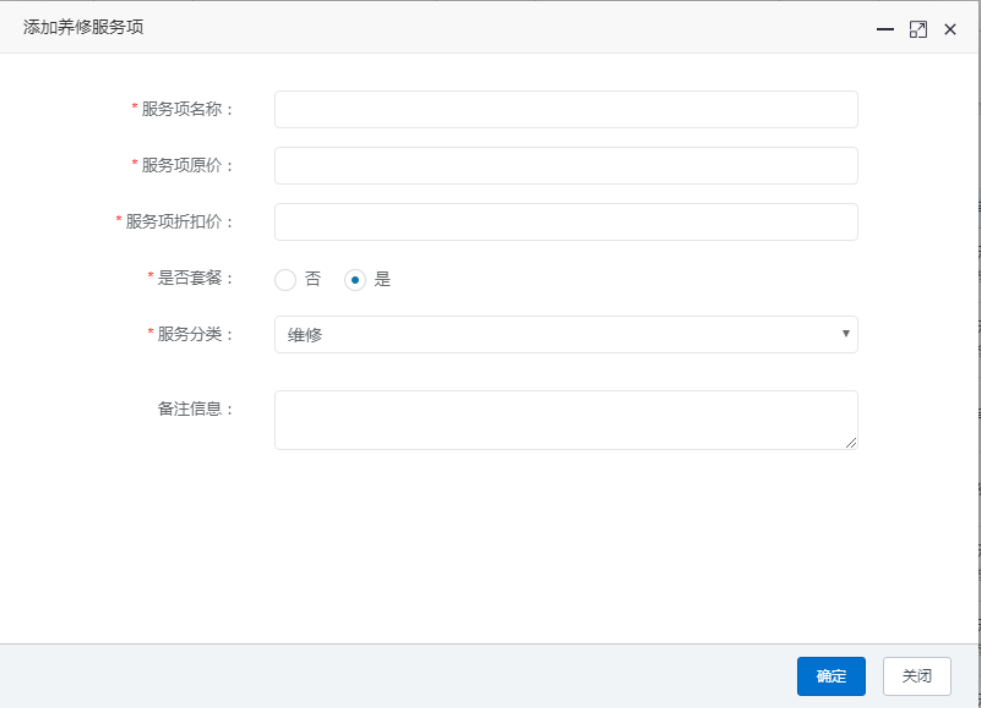 添加养修服务项
*服务项名称：
*服务项原价：
*服务项折扣价：
*是否套餐： 否 是
*服务分类： 维修
备注信息：
确定 关闭